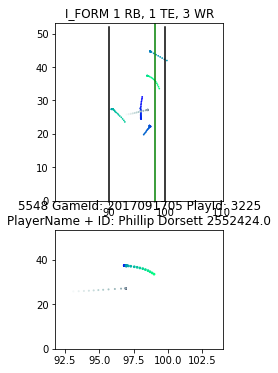 I_FORM 1 RB, 1 TE, 3 WR
50
40
30
20
10
0
90 100 110
5548 GameId: 2017091705 PlayId: 3225
PlayerName + ID: Phillip Dorsett 2552424.0
40
20
0
92.5 95.0 97.5 100.0 102.5